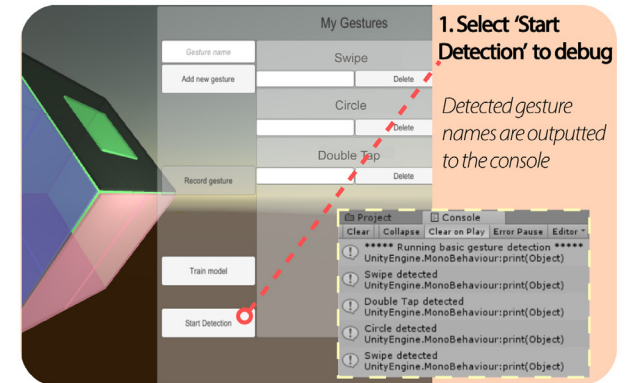 My Gestures
Gesture name
Add new gesture
Swipe
Delete
Circle
Delete
Double Tap
Delete
Record gesture
Train model
Start Detection
1. Select ‘Start
Detection’ to debug
Detected gesture
names are outputted
to the console
Project Console
Clear Collapse Clear on Play Error Pause Editor
***** Running basic gesture detection *****
UnityEngine.MonoBehaviour:print(Object)
Swipe detected
UnityEngine.MonoBehaviour:print(Object)
Double Tap detected
UnityEngine.MonoBehaviour:print(Object)
Circle detected
UnityEngine.MonoBehaviour:print(Object)
Swipe detected
UnityEngine.MonoBehaviour:print(Object)